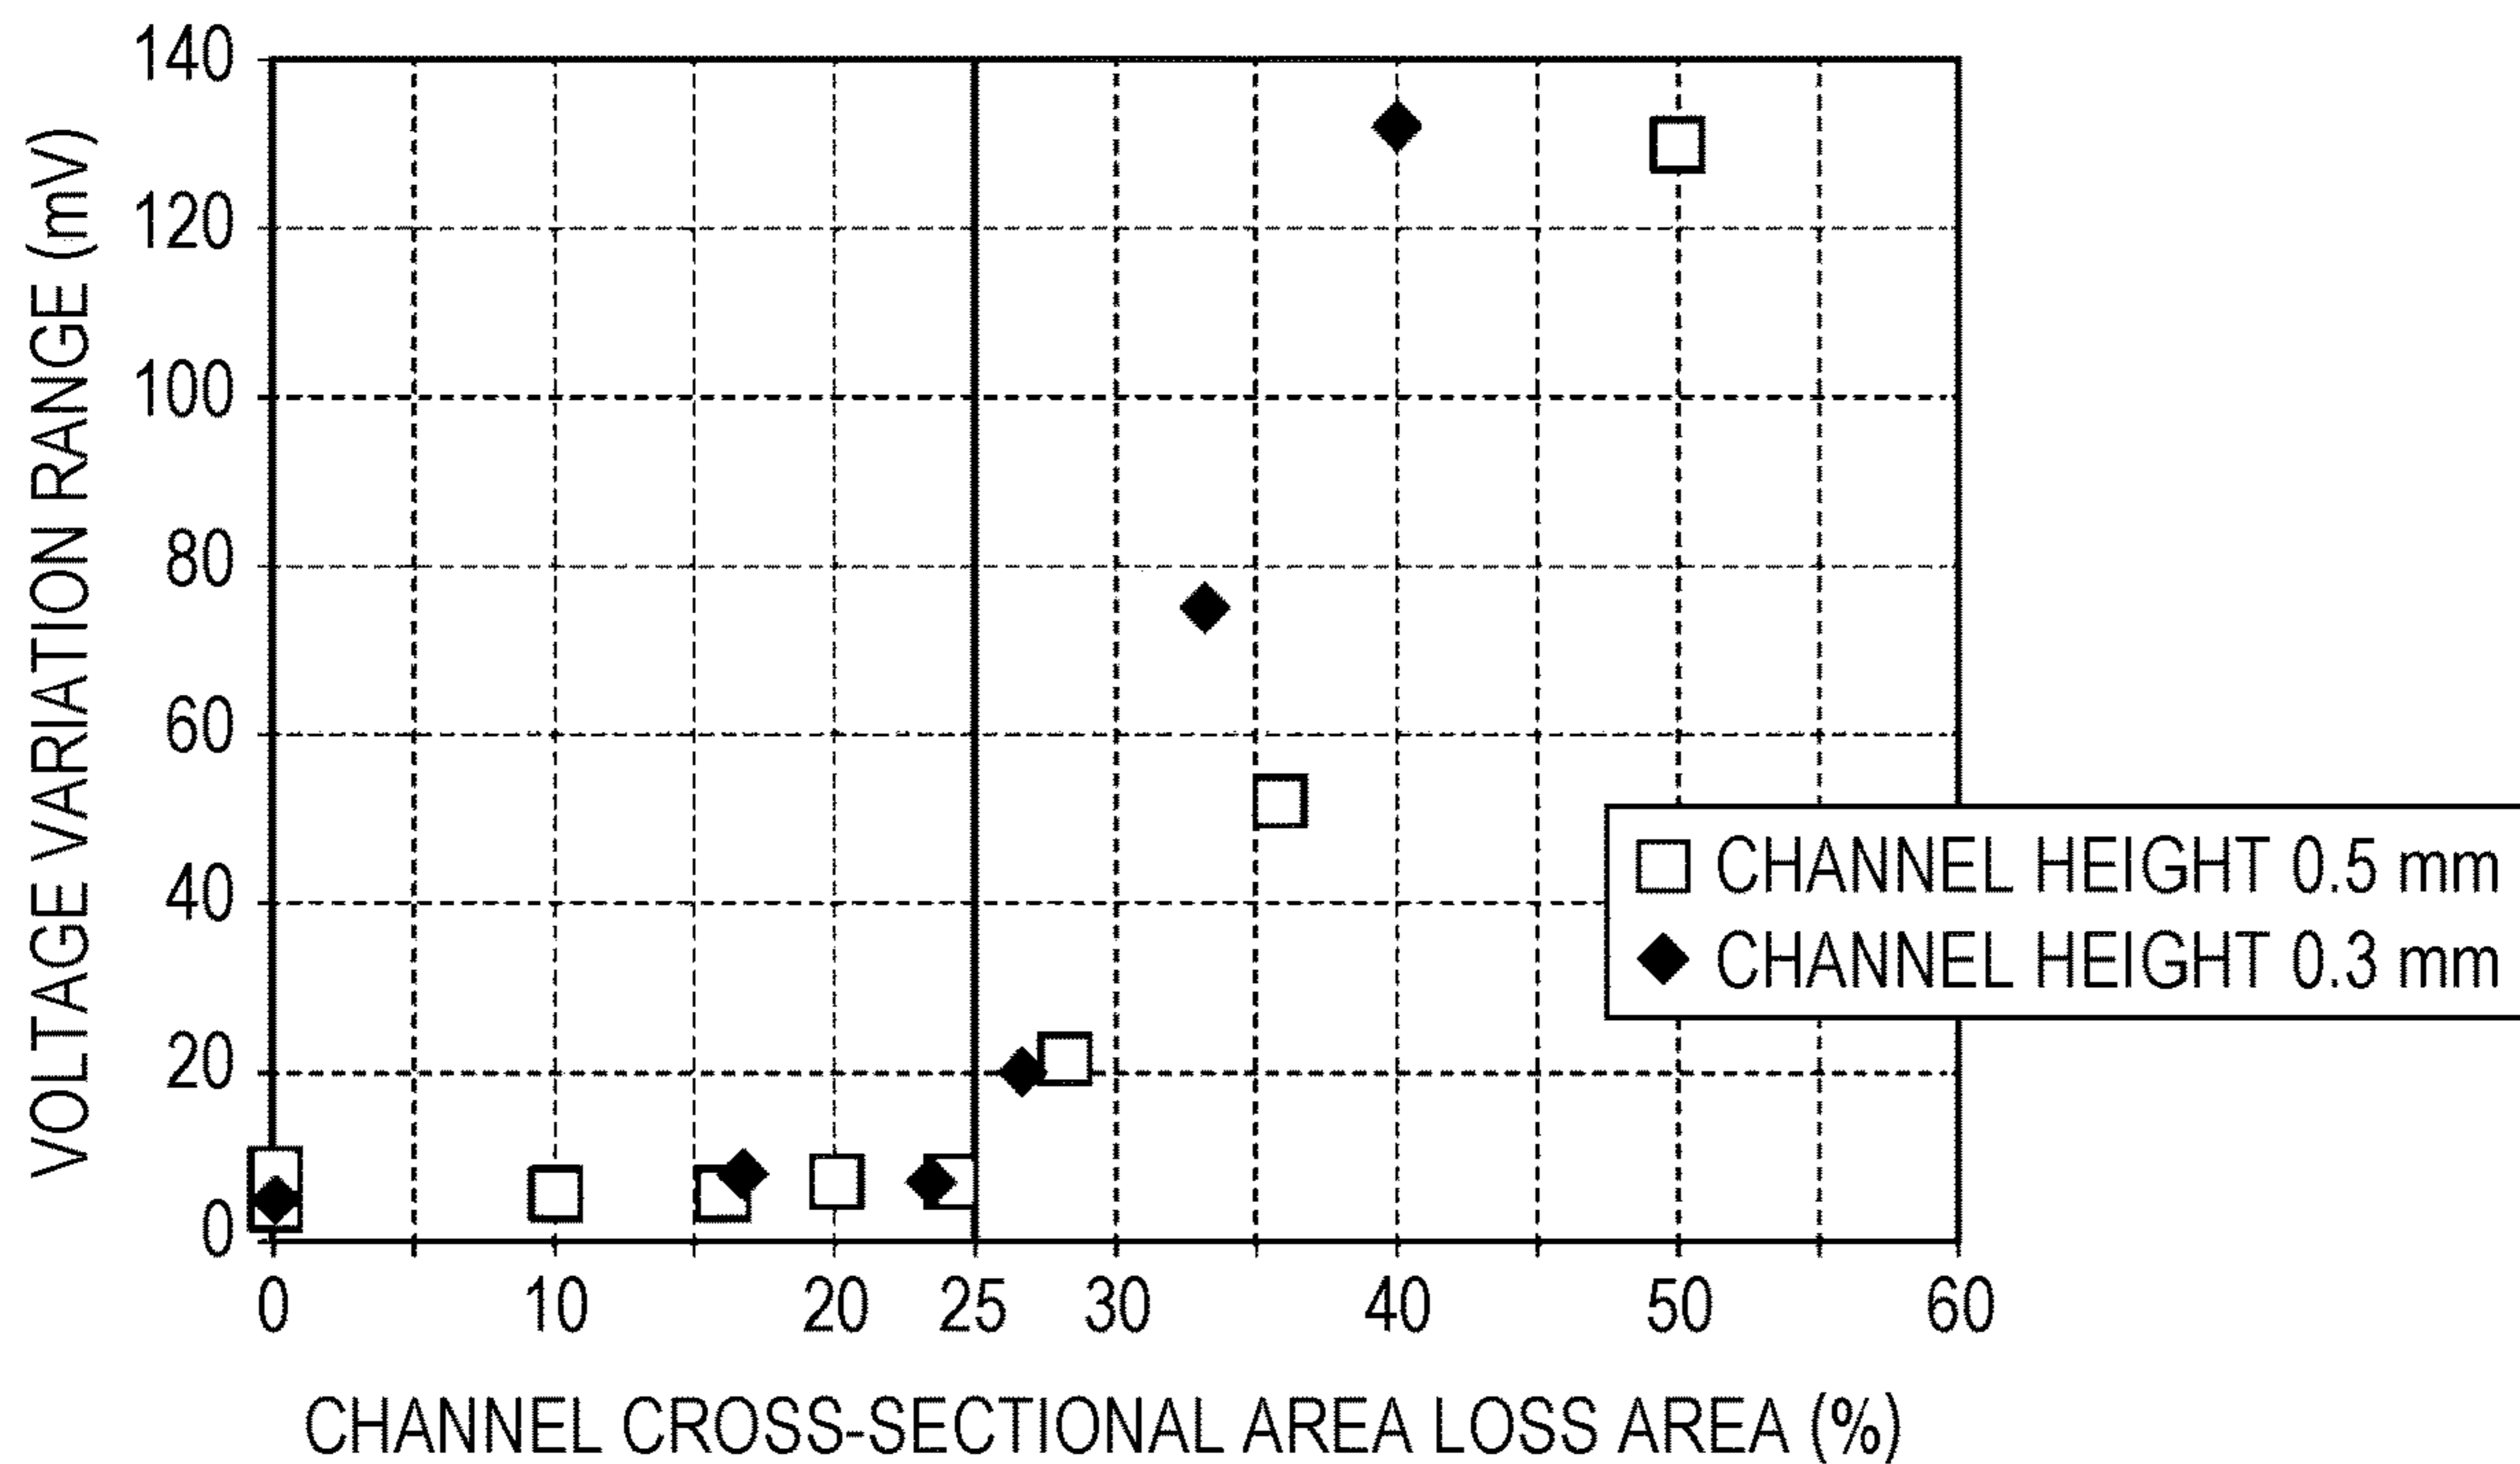 VOLTAGE VARIATION RANGE (mV)
140
120
100
80
60
40
20
0
0 10 20 25 30 40 50 60
CHANNEL CROSS-SECTIONAL AREA LOSS AREA (%)
CHANNEL HEIGHT 0.5 mm
CHANNEL HEIGHT 0.3 mm